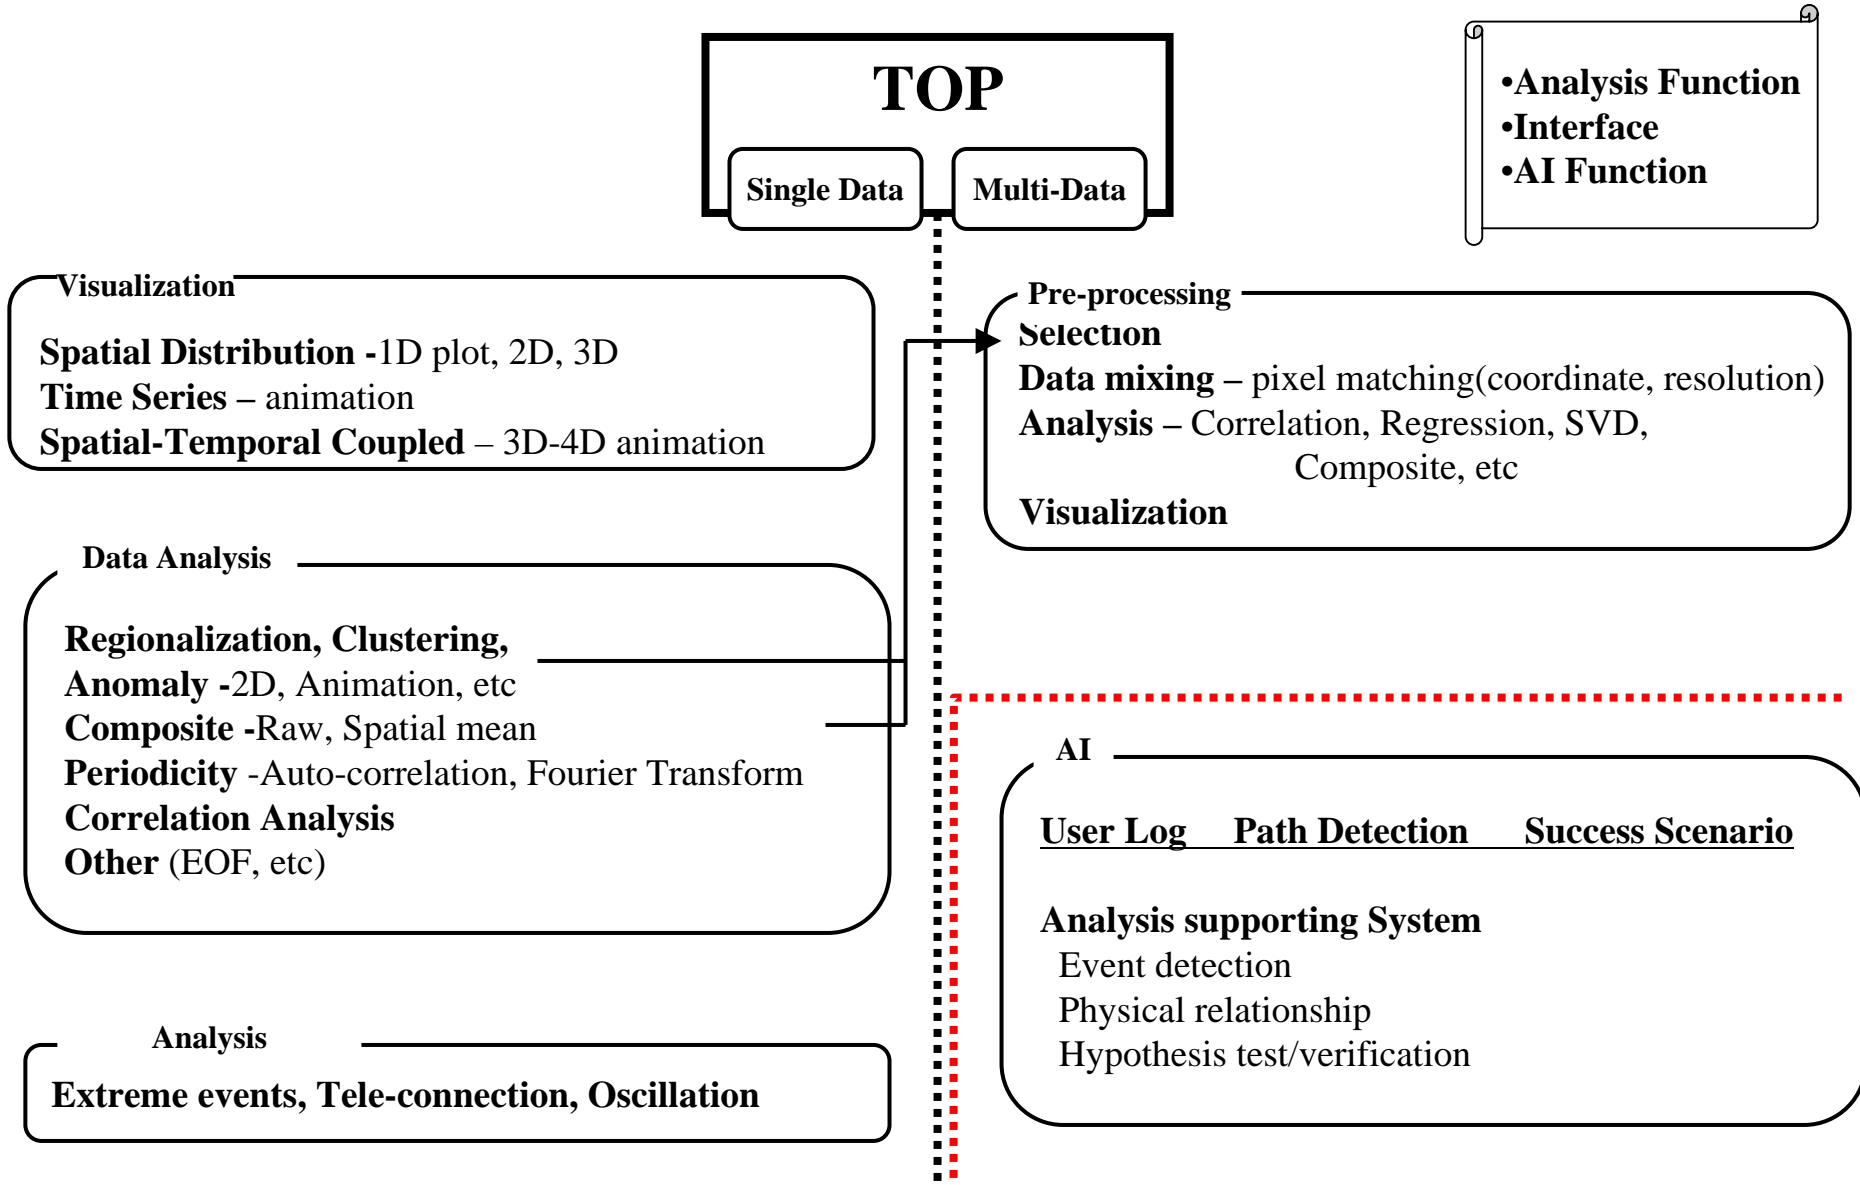 TOP
Single Data
Multi-Data
•Analysis Function
•Interface
•AI Function
Visualization
Spatial Distribution -1D plot, 2D, 3D
Time Series – animation
Spatial-Temporal Coupled – 3D-4D animation
Data Analysis
Regionalization, Clustering,
Anomaly -2D, Animation, etc
Composite -Raw, Spatial mean
Periodicity -Auto-correlation, Fourier Transform
Correlation Analysis
Other (EOF, etc)
Analysis
Extreme events, Tele-connection, Oscillation
Pre-processing
Selection
Data mixing – pixel matching(coordinate, resolution)
Analysis – Correlation, Regression, SVD,
Composite, etc
Visualization
AI
User Log Path Detection Success Scenario
Analysis supporting System
Event detection
Physical relationship
Hypothesis test/verification